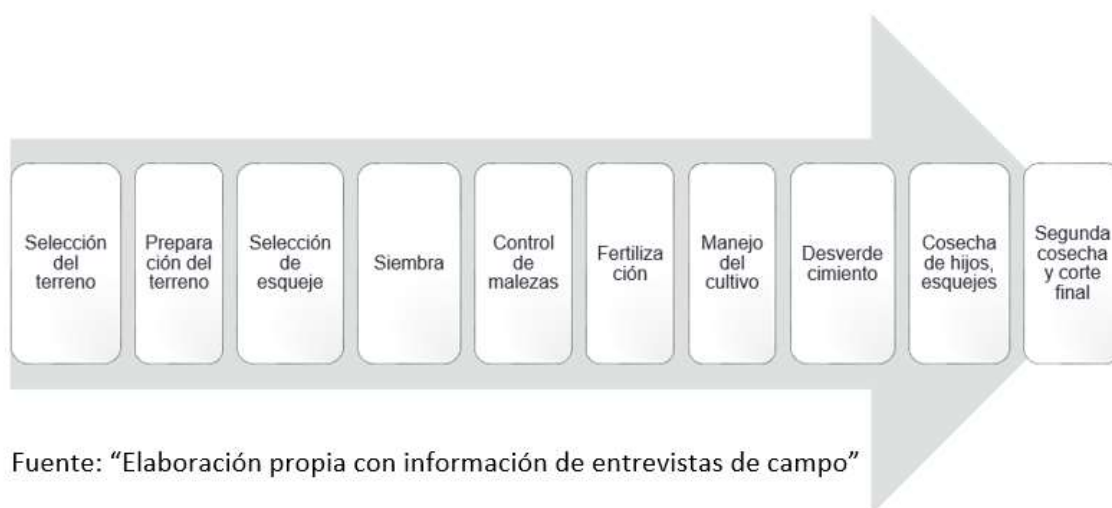 Selección
del
terreno
Prepara
ción del
terreno
Selección
de
esqueje
Siembra
Control
de
malezas
Fertiliza
ción
Manejo
del
cultivo
Desverde
cimiento
Cosecha
de hijos,
esquejes
Segunda
cosecha
y corte
final
Fuente: “Elaboración propia con información de entrevistas de campo”